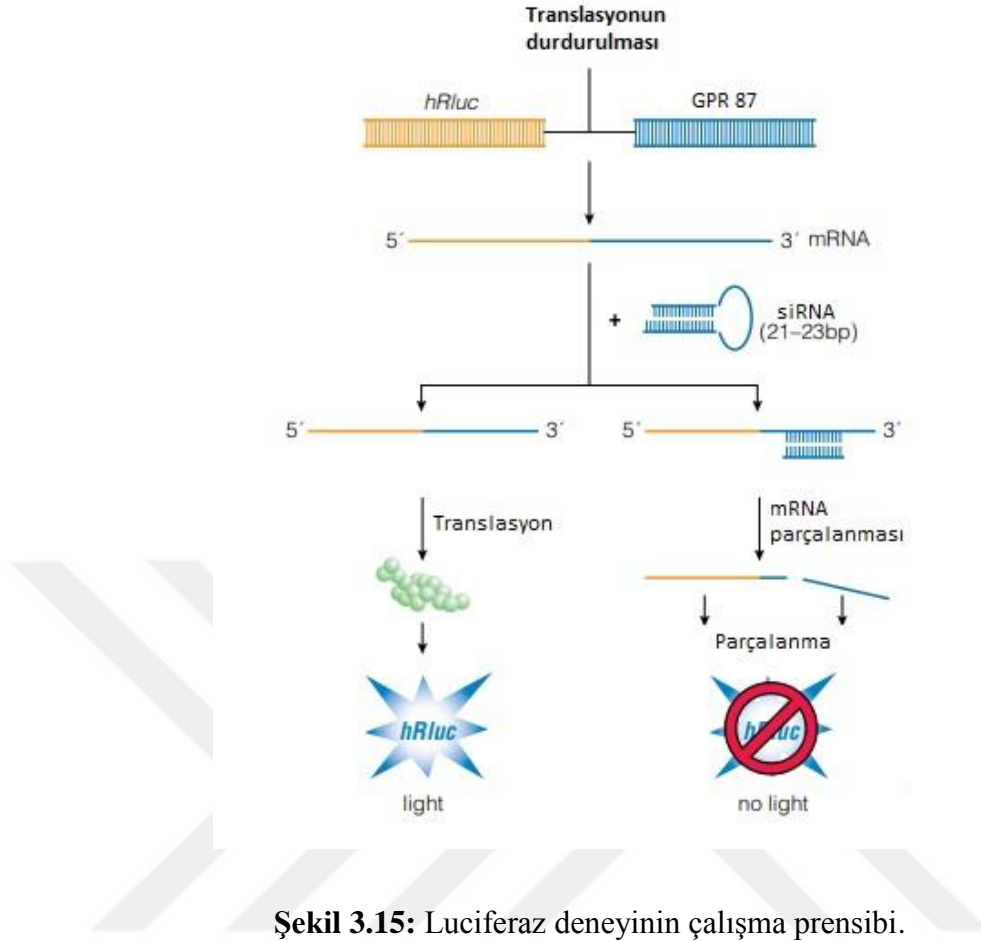 Translasyonun
durdurulması
hRluc
GPR 87
5´
3´ mRNA
+
siRNA
(21–23bp)
5´
3´
5´
3´
Translasyon
mRNA
parçalanması
Parçalanma
hRluc
hRluc
light
no light
Şekil 3.15: Luciferaz deneyinin çalışma prensibi.